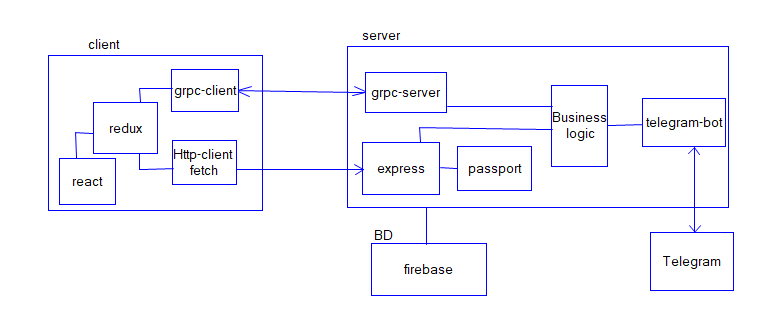 client
server
grpc-client
grpc-server
redux
Business
logic
telegram-bot
Http-client
fetch
express
passport
react
BD
firebase
Telegram